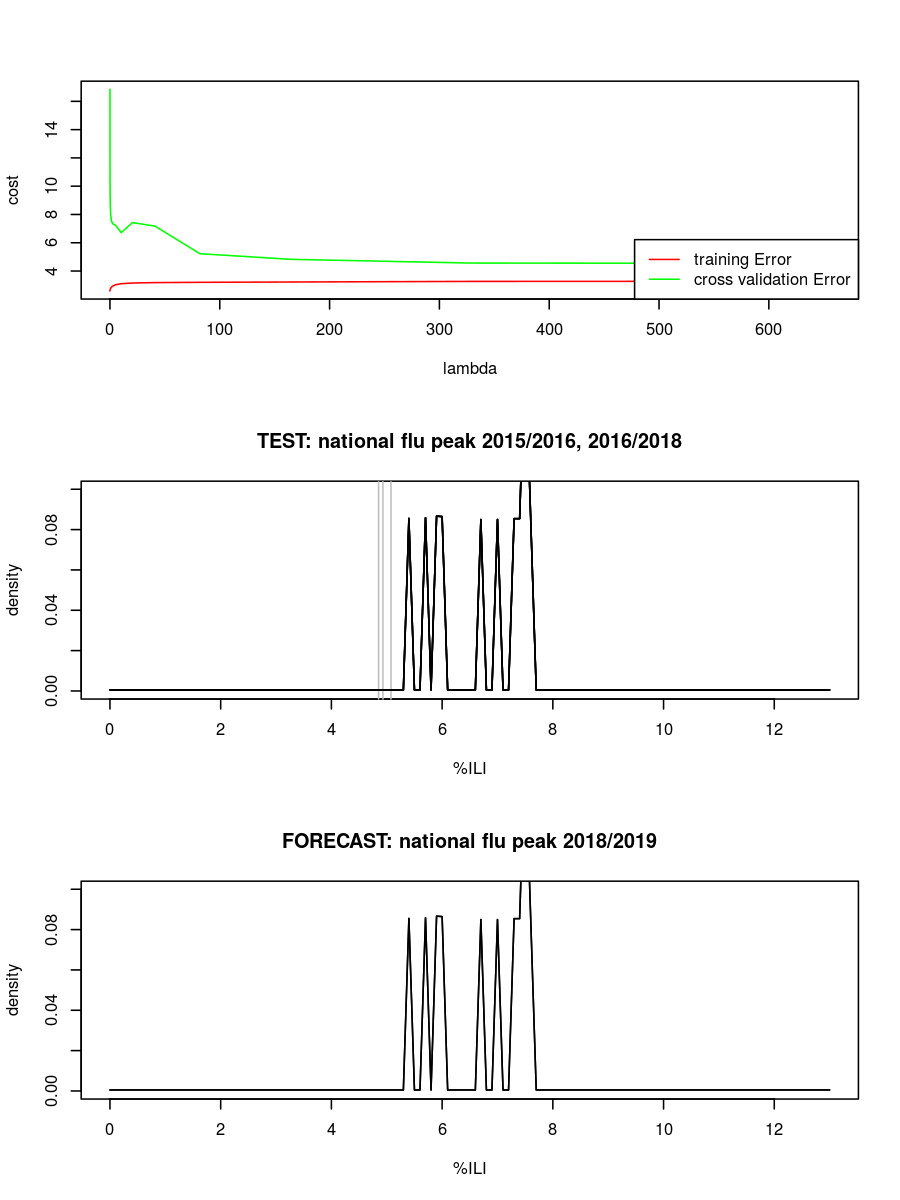 cost
4 6 8 10 14
training Error
cross validation Error
0 100 200 300 400 500 600
lambda
TEST: national flu peak 2015/2016, 2016/2018
density
0.00 0.04 0.08
0 2 4 6 8 10 12
%ILI
FORECAST: national flu peak 2018/2019
density
0.00 0.04 0.08
0 2 4 6 8 10 12
%ILI